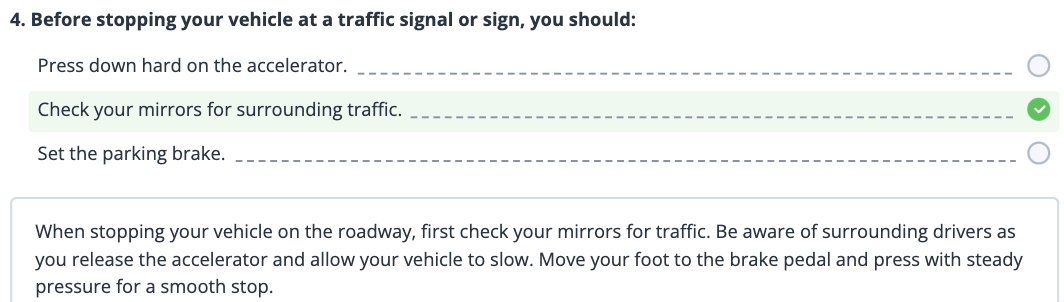 4. Before stopping your vehicle at a traffic signal or sign, you should:
Press down hard on the accelerator.
Check your mirrors for surrounding traffic.
Set the parking brake.
When stopping your vehicle on the roadway, first check your mirrors for traffic. Be aware of surrounding drivers as
you release the accelerator and allow your vehicle to slow. Move your foot to the brake pedal and press with steady
pressure for a smooth stop.